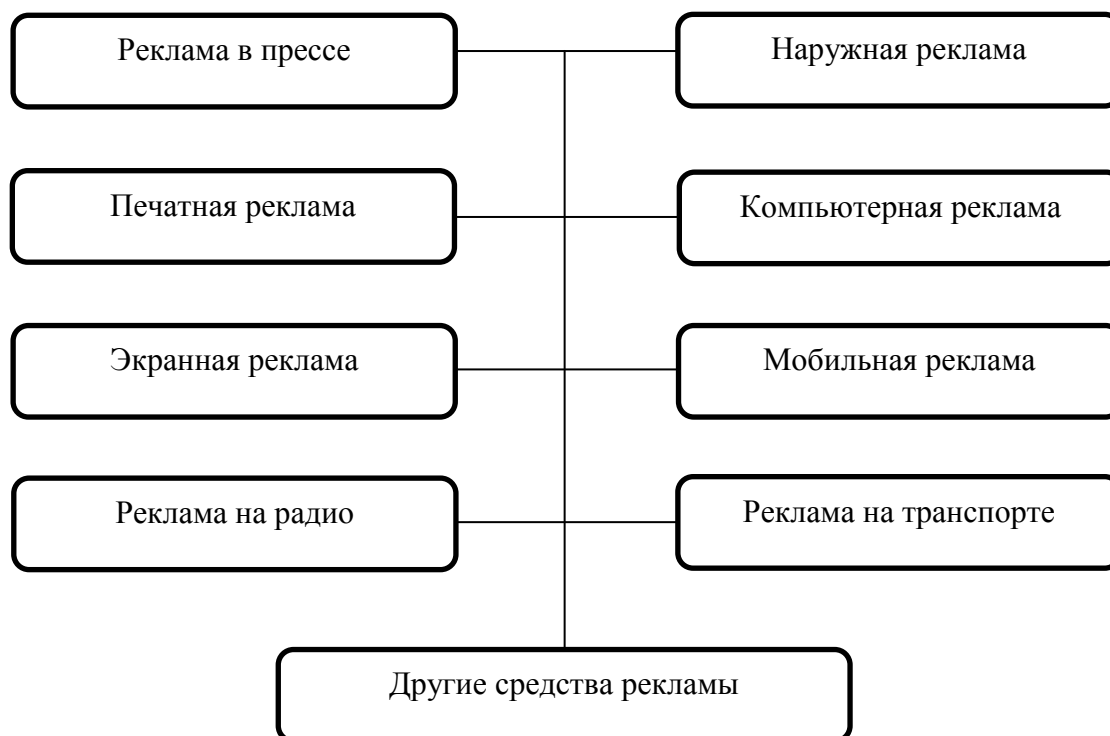 Реклама в прессе
Наружная реклама
Печатная реклама
Компьютерная реклама
Экранная реклама
Мобильная реклама
Реклама на радио
Реклама на транспорте
Другие средства рекламы